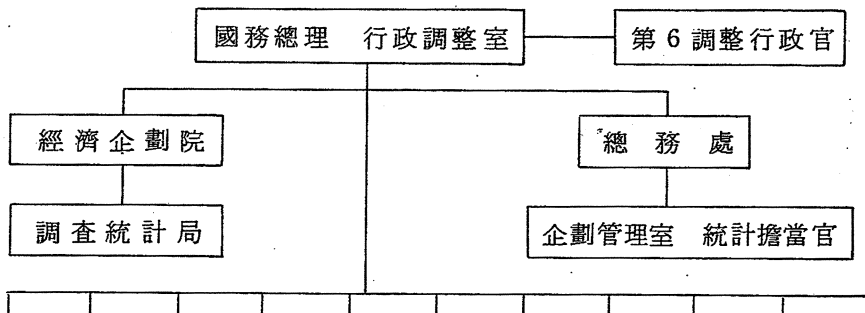 國務總理 行政調整室
第6調整行政官
經濟企劃院
總務處
調査統計局
企劃管理室 統計擔當官